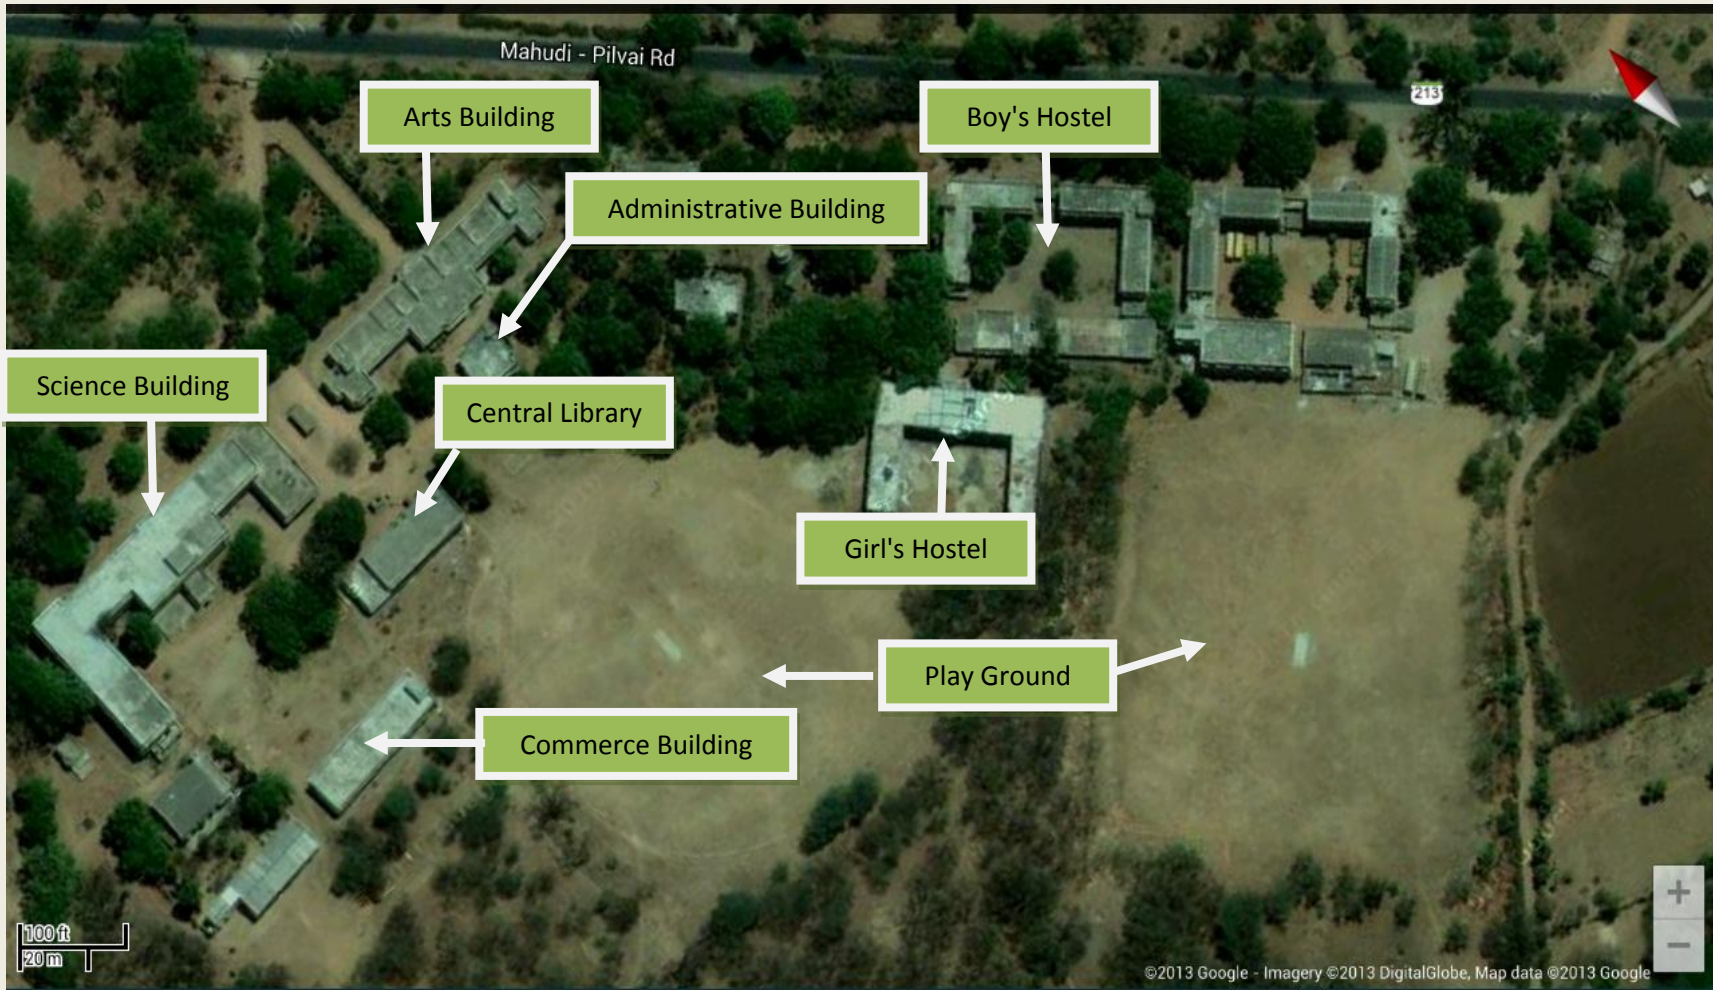 Mahudi - Pilvai Rd
213
Arts Building
Boy's Hostel
Administrative Building
Science Building
Central Library
Girl's Hostel
Play Ground
Commerce Building
100 ft
20 m
+
−
©2013 Google - Imagery ©2013 DigitalGlobe, Map data ©2013 Google